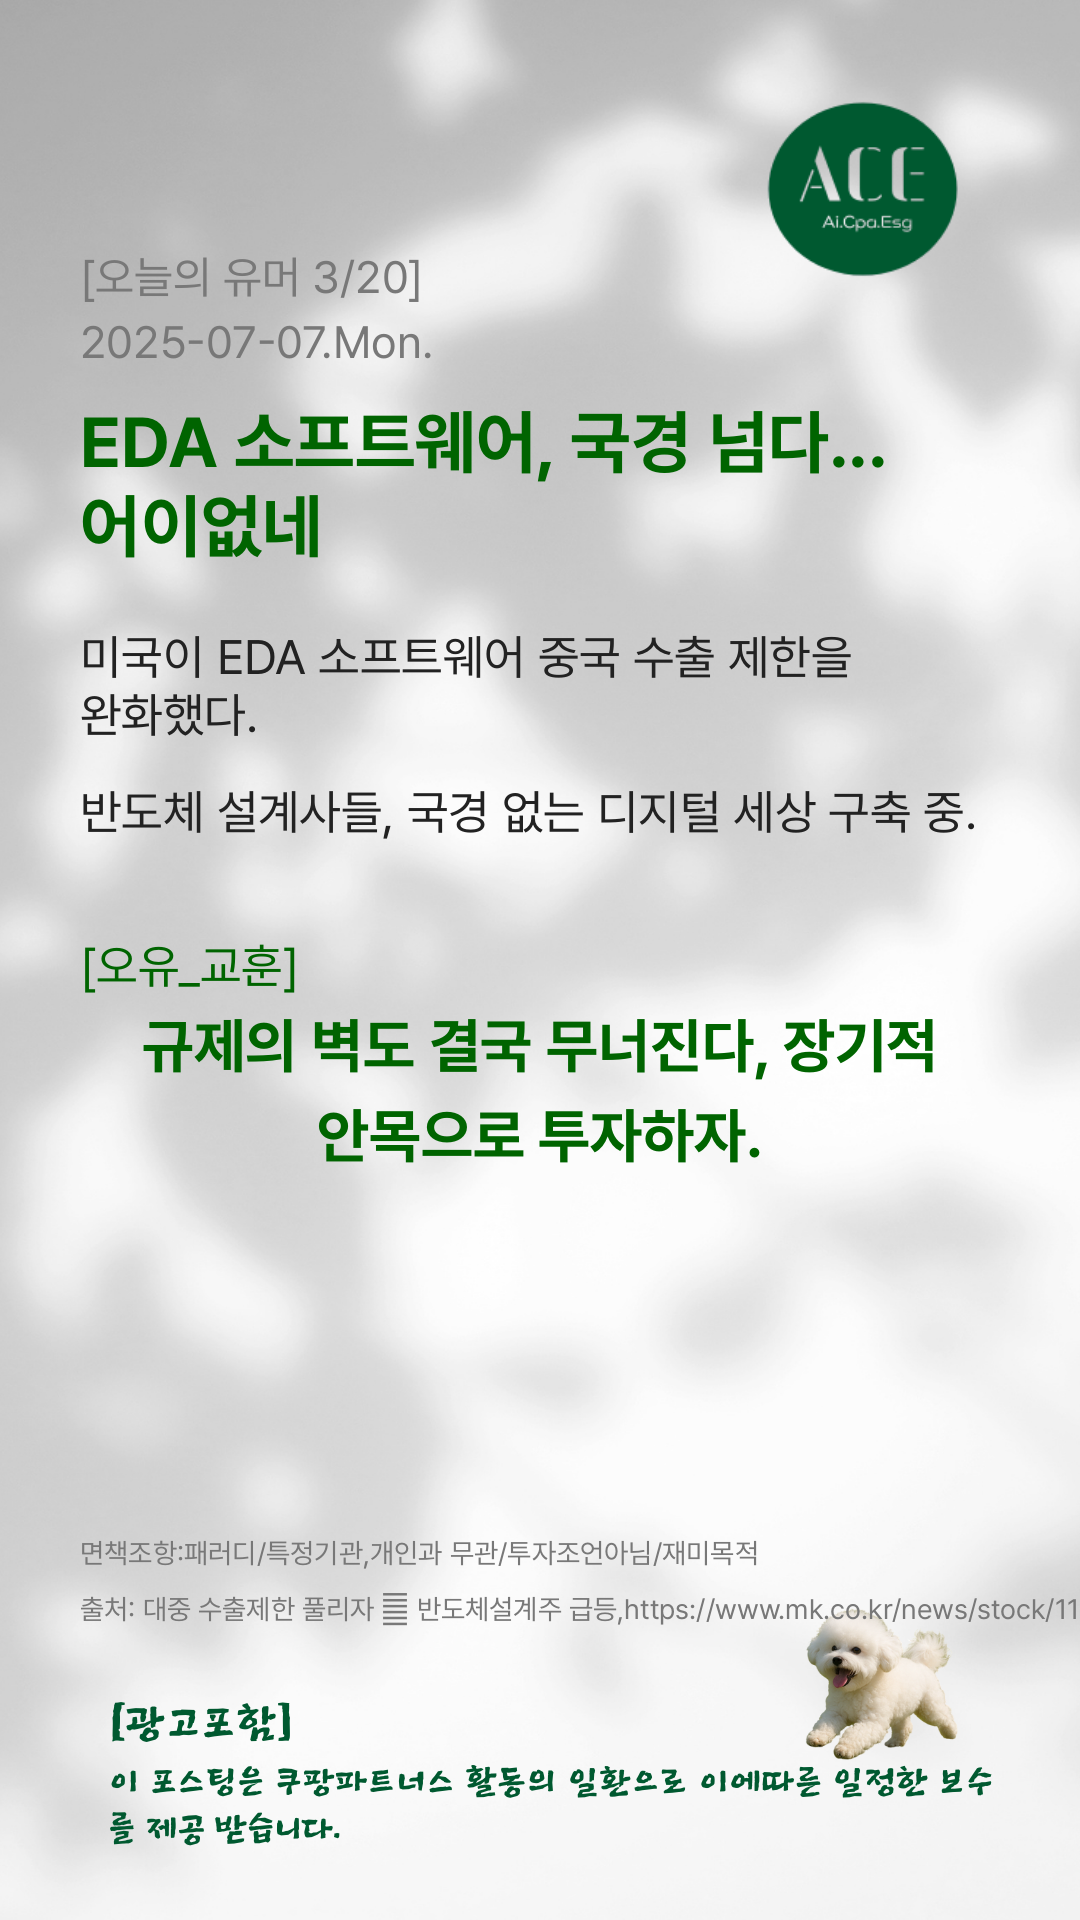 ACE
Ai.Cpa.Esg
[오늘의 유머 3/20]
2025-07-07.Mon.
EDA 소프트웨어, 국경 넘다...
어이없네
미국이 EDA 소프트웨어 중국 수출 제한을
완화했다.
반도체 설계사들, 국경 없는 디지털 세상 구축 중.
[오유_교훈]
규제의 벽도 결국 무너진다, 장기적
안목으로 투자하자.
면책조항:패러디/특정기관,개인과 무관/투자조언아님/재미목적
출처: 대중 수출제한 풀리자 반도체설계주 급등,https://www.mk.co.kr/news/stock/11
[광고포함]
이 포스팅은 쿠팡파트너스 활동의 일환으로 이에따른 일정한 보수
를 제공 받습니다.